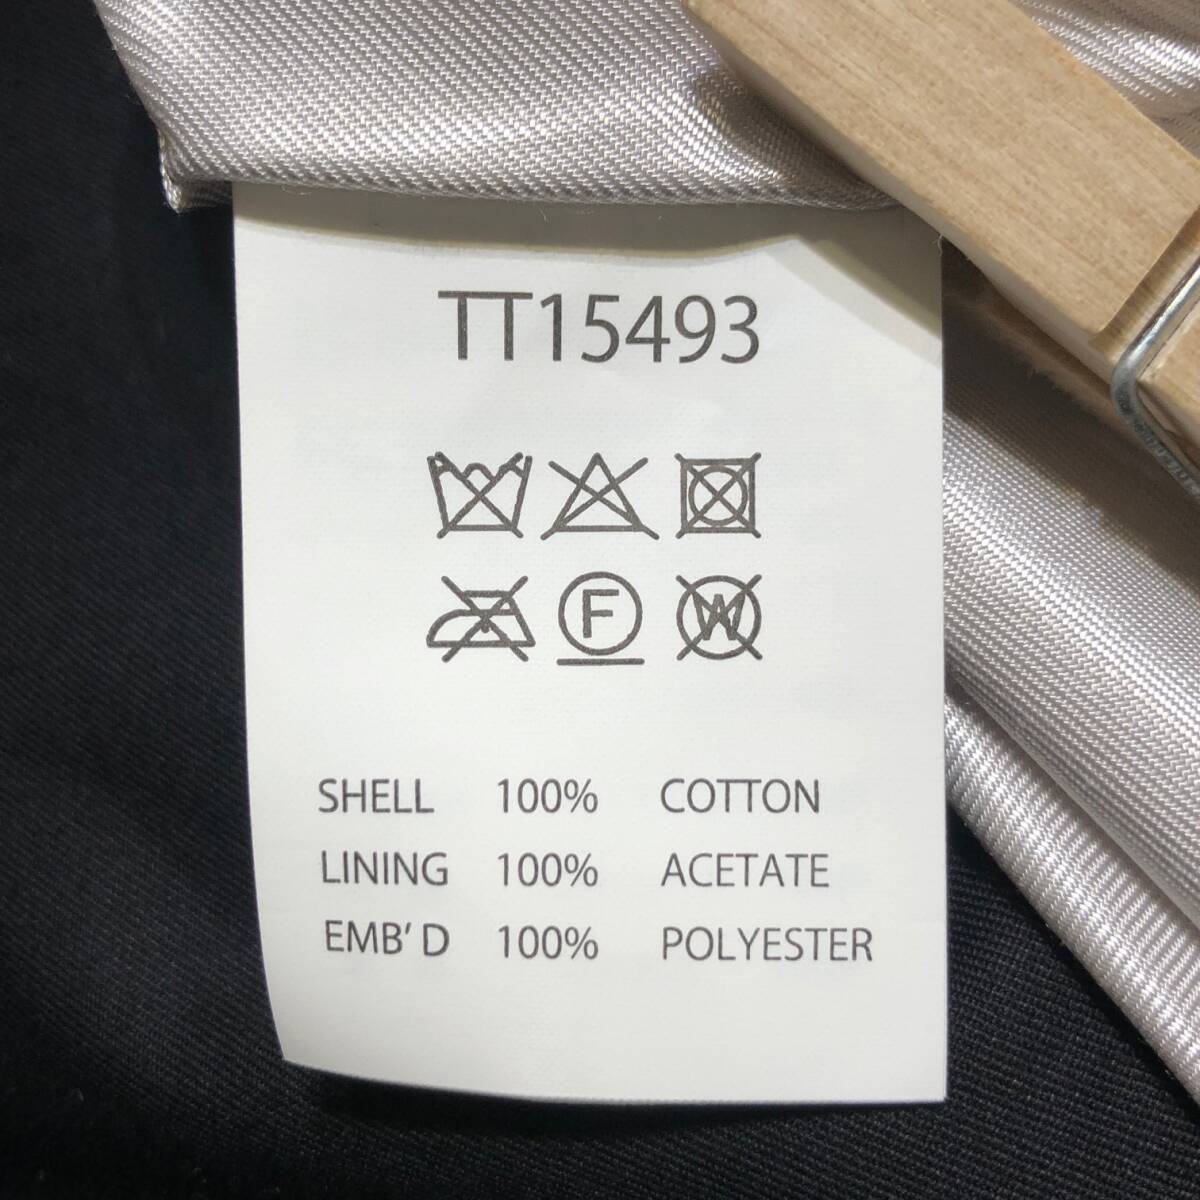 TT15493
F W
SHELL 100% COTTON
LINING 100% ACETATE
EMB' D 100% POLYESTER